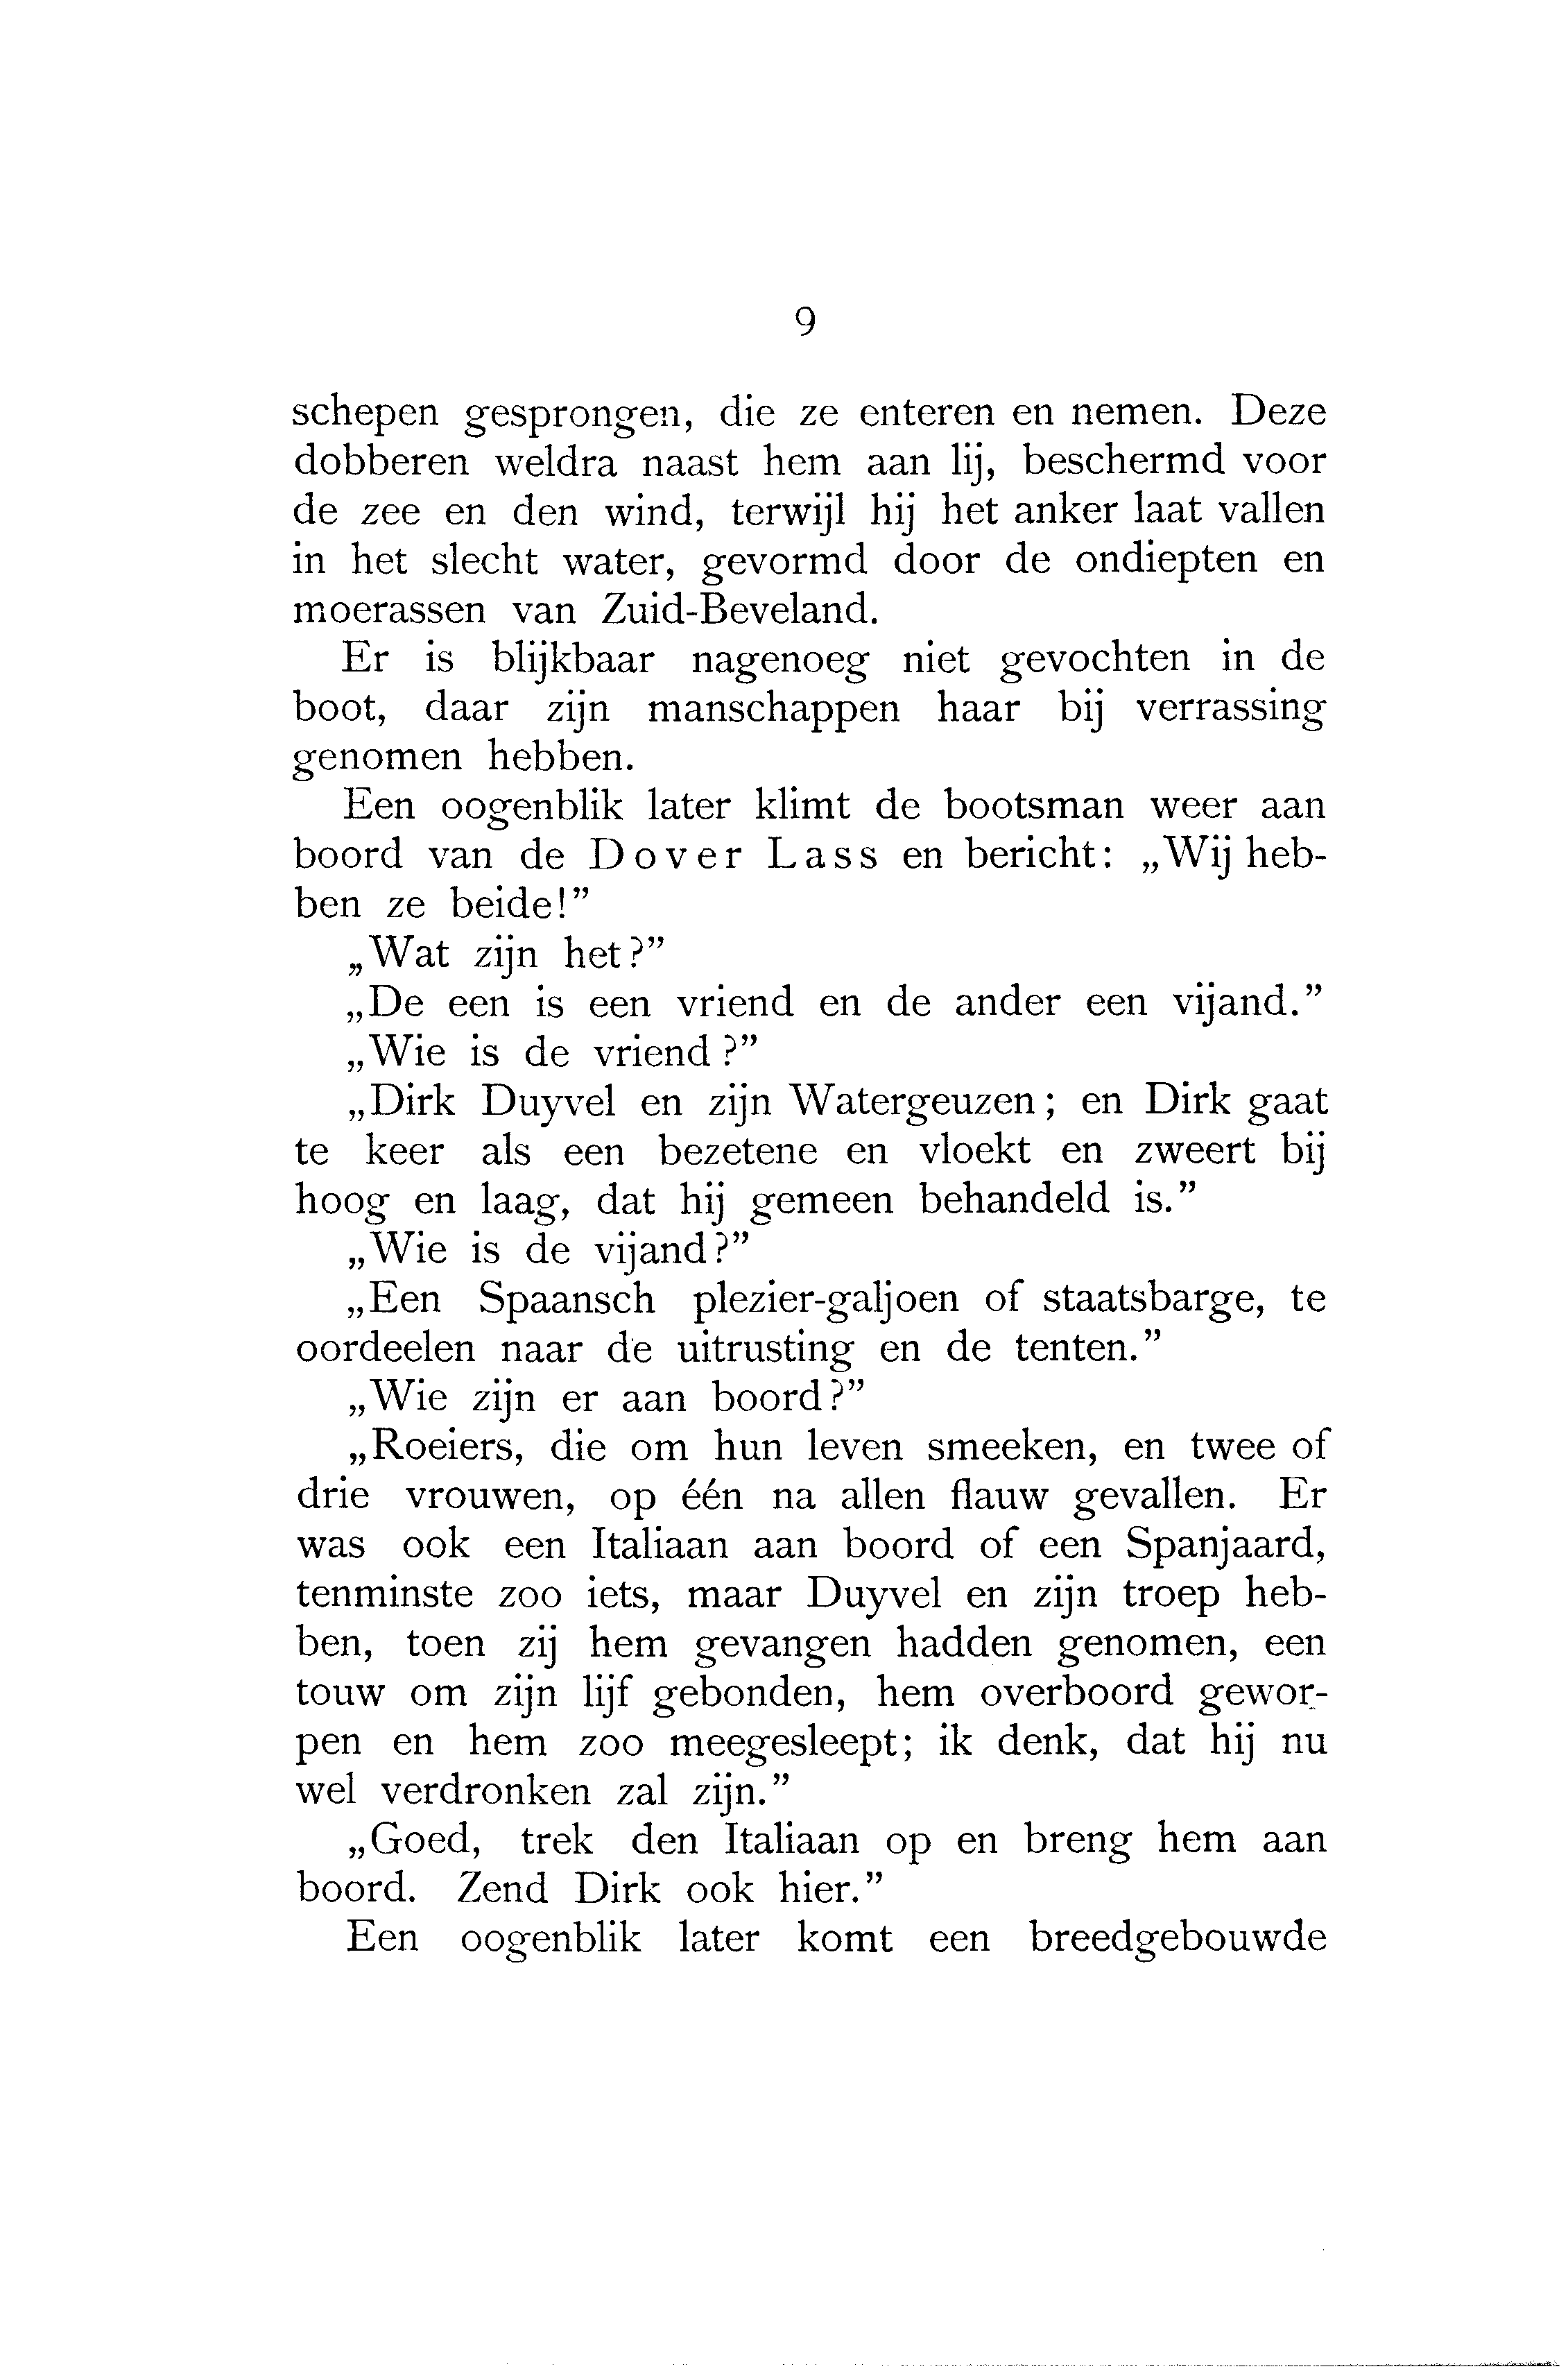 9
schepen gesprongen, die ze enteren en nemen. Deze
dobberen weldra naast hem aan lij, beschermd voor
de zee en den wind, terwijl hij het anker laat vallen
in het slecht water, gevormd door de ondiepten en
moerassen van Zuid-Beveland.
Er is blijkbaar nagenoeg niet gevochten in de
boot, daar zijn manschappen haar bij verrassing
genomen hebben.
Een oogenblik later klimt de bootsman weer aan
boord van de Dover Lass en bericht: „Wij heb-
ben ze beide!”
„Wat zijn het?”
„De een is een vriend en de ander een vijand.”
„Wie is de vriend?”
„Dirk Duyvel en zijn Watergeuzen; en Dirk gaat
te keer als een bezetene en vloekt en zweert bij
hoog en laag, dat hij gemeen behandeld is.”
„Wie is de vijand?”
„Een Spaansch plezier-galjoen of staatsbarge, te
oordeelen naar de uitrusting en de tenten.”
„Wie zijn er aan boord?”
„Roeiers, die om hun leven smeeken, en twee of
drie vrouwen, op één na allen flauw gevallen. Er
was ook een Italiaan aan boord of een Spanjaard,
tenminste zoo iets, maar Duyvel en zijn troep heb-
ben, toen zij hem gevangen hadden genomen, een
touw om zijn lijf gebonden, hem overboord gewor-
pen en hem zoo meegesleept; ik denk, dat hij nu
wel verdronken zal zijn.”
„Goed, trek den Italiaan op en breng hem aan
boord. Zend Dirk ook hier.”
Een oogenblik later komt een breedgebouwde